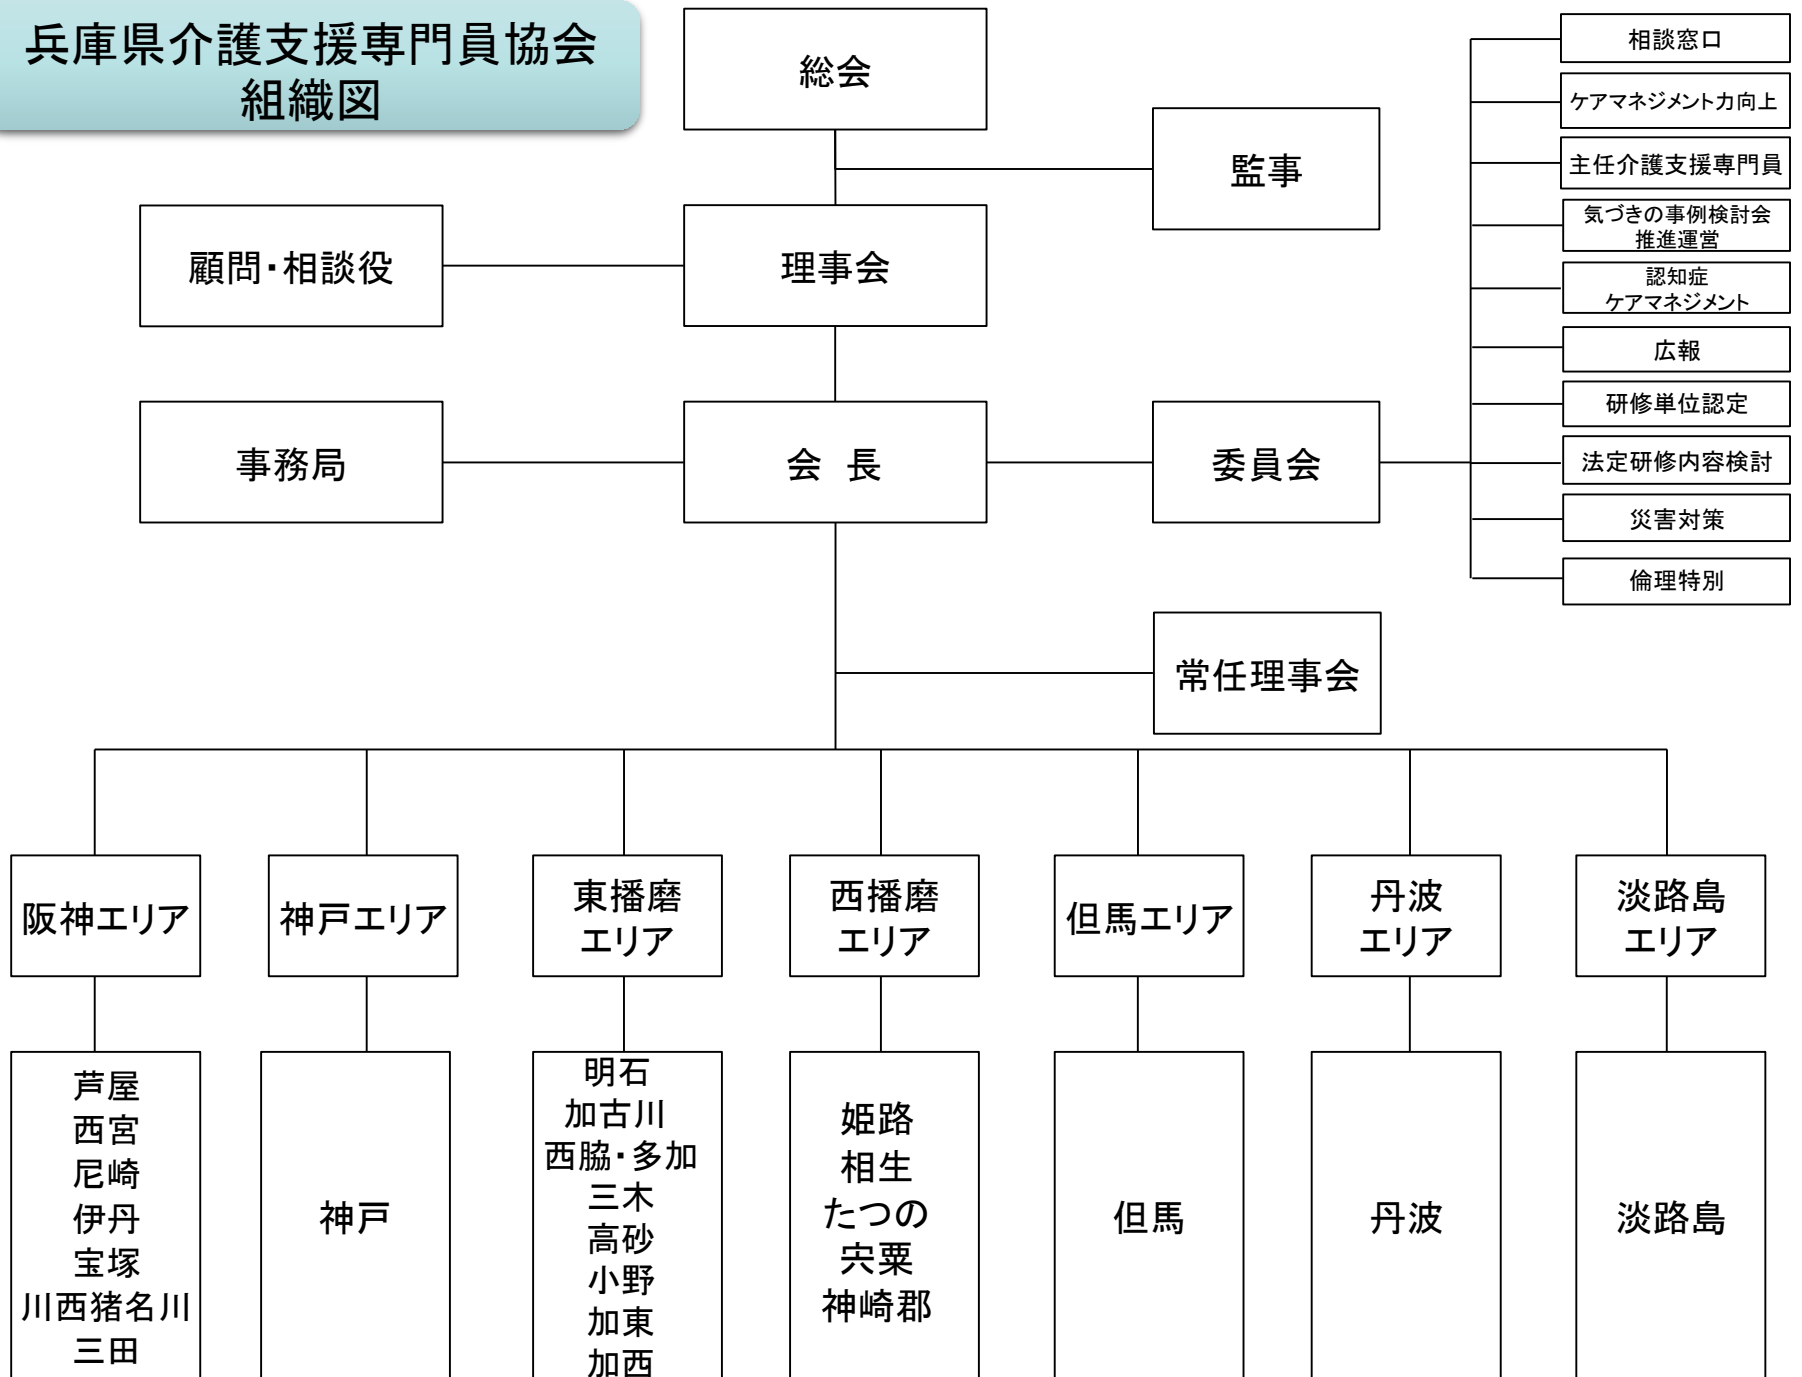 兵庫県介護支援専門員協会
組織図
総会
監事
顧問・相談役
理事会
事務局
会 長
委員会
相談窓口
ケアマネジメント力向上
主任介護支援専門員
気づきの事例検討会
推進運営
認知症
ケアマネジメント
広報
研修単位認定
法定研修内容検討
災害対策
倫理特別
常任理事会
阪神エリア
神戸エリア
東播磨
エリア
西播磨
エリア
但馬エリア
丹波
エリア
淡路島
エリア
芦屋
西宮
尼崎
伊丹
宝塚
川西猪名川
三田
神戸
明石
加古川
西脇・多加
三木
高砂
小野
加東
加西
姫路
相生
たつの
宍粟
神崎郡
但馬
丹波
淡路島